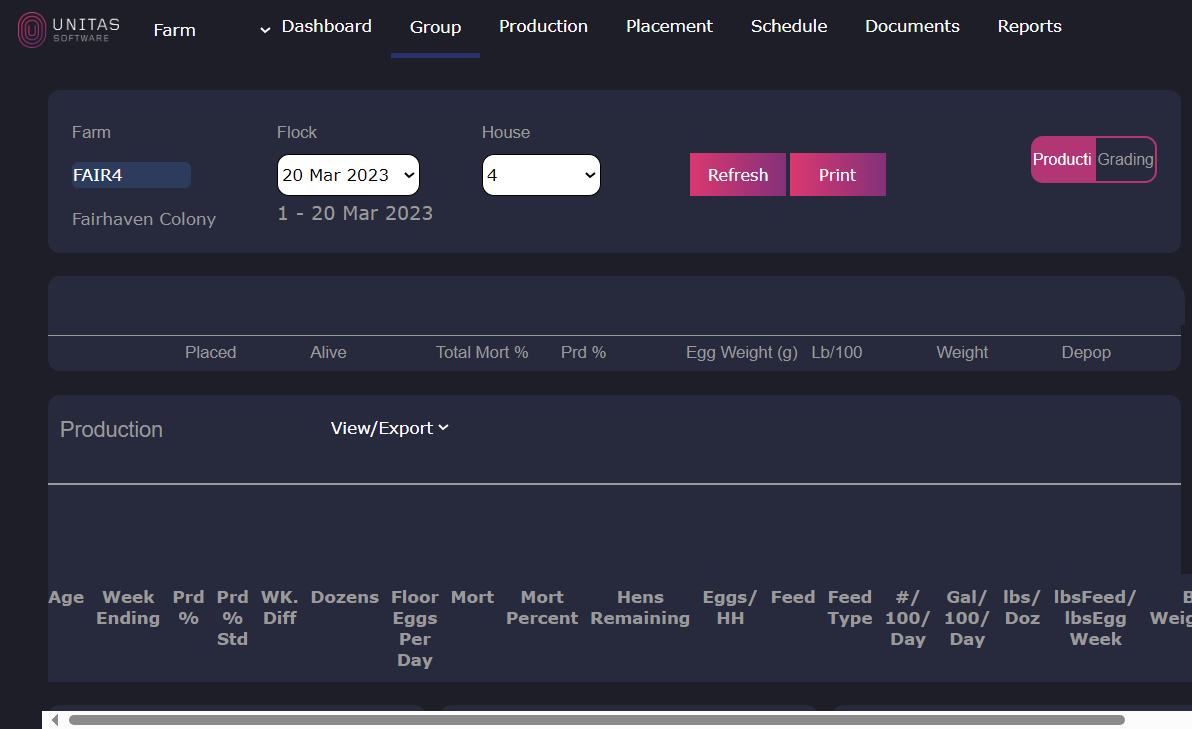 UNITAS
SOFTWARE
Farm Dashboard Group Production Placement Schedule Documents Reports
Farm Flock House
FAIR4 20 Mar 2023 4 Refresh Print Producti Grading
Fairhaven Colony 1 - 20 Mar 2023
Placed Alive Total Mort % Prd % Egg Weight (g) Lb/100 Weight Depop
Production View/Export
Age Week Prd Prd WK. Dozens Floor Mort Mort Hens Eggs/ Feed Feed #/ Gal/ lbs/ lbsFeed/ B
Ending % % Diff Eggs Percent Remaining HH Type 100/ 100/ Doz lbsEgg Weig
Std Per Day Day Week
Day